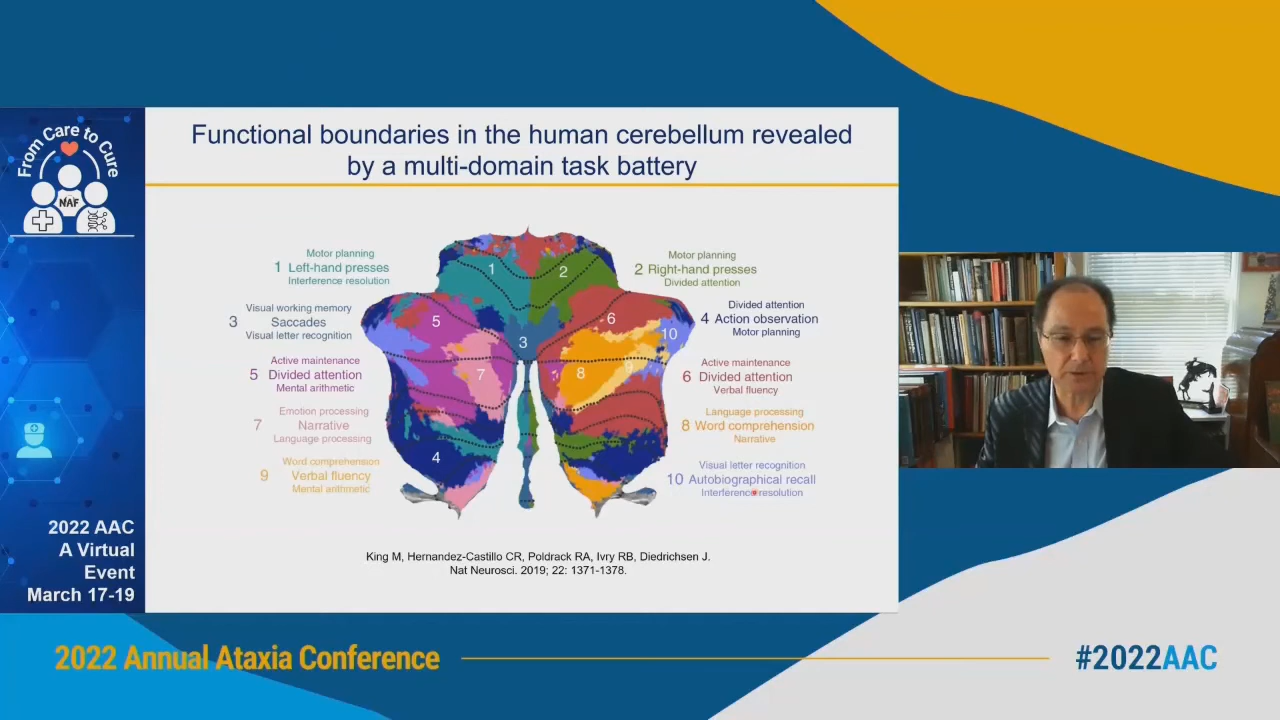 From Care to Cure
NAF
2022 AAC
A Virtual
Event
March 17-19
Functional boundaries in the human cerebellum revealed
by a multi-domain task battery
Motor planning
1 Left-hand presses
Interference resolution
Visual working memory
3 Saccades
Visual letter recognition
Active maintenance
5 Divided attention
Mental arithmetic
Emotion processing
7 Narrative
Language processing
Word comprehension
9 Verbal fluency
Mental arithmetic
1
2
5
6
10
3
7
8
9
4
Motor planning
2 Right-hand presses
Divided attention
Divided attention
4 Action observation
Motor planning
Active maintenance
6 Divided attention
Verbal fluency
Language processing
8 Word comprehension
Narrative
Visual letter recognition
10 Autobiographical recall
Interference resolution
King M, Hernandez-Castillo CR, Poldrack RA, Ivry RB, Diedrichsen J.
Nat Neurosci. 2019; 22: 1371-1378.
2022 Annual Ataxia Conference
#2022AAC